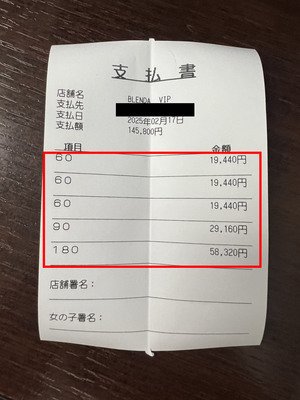 支払書
店舗名 BLENDA VIP
支払先
支払日 2025年02月17日
支払額 145,800円
項目 金額
60 19,440円
60 19,440円
60 19,440円
90 29,160円
180 58,320円
店舗署名：
女の子署名：